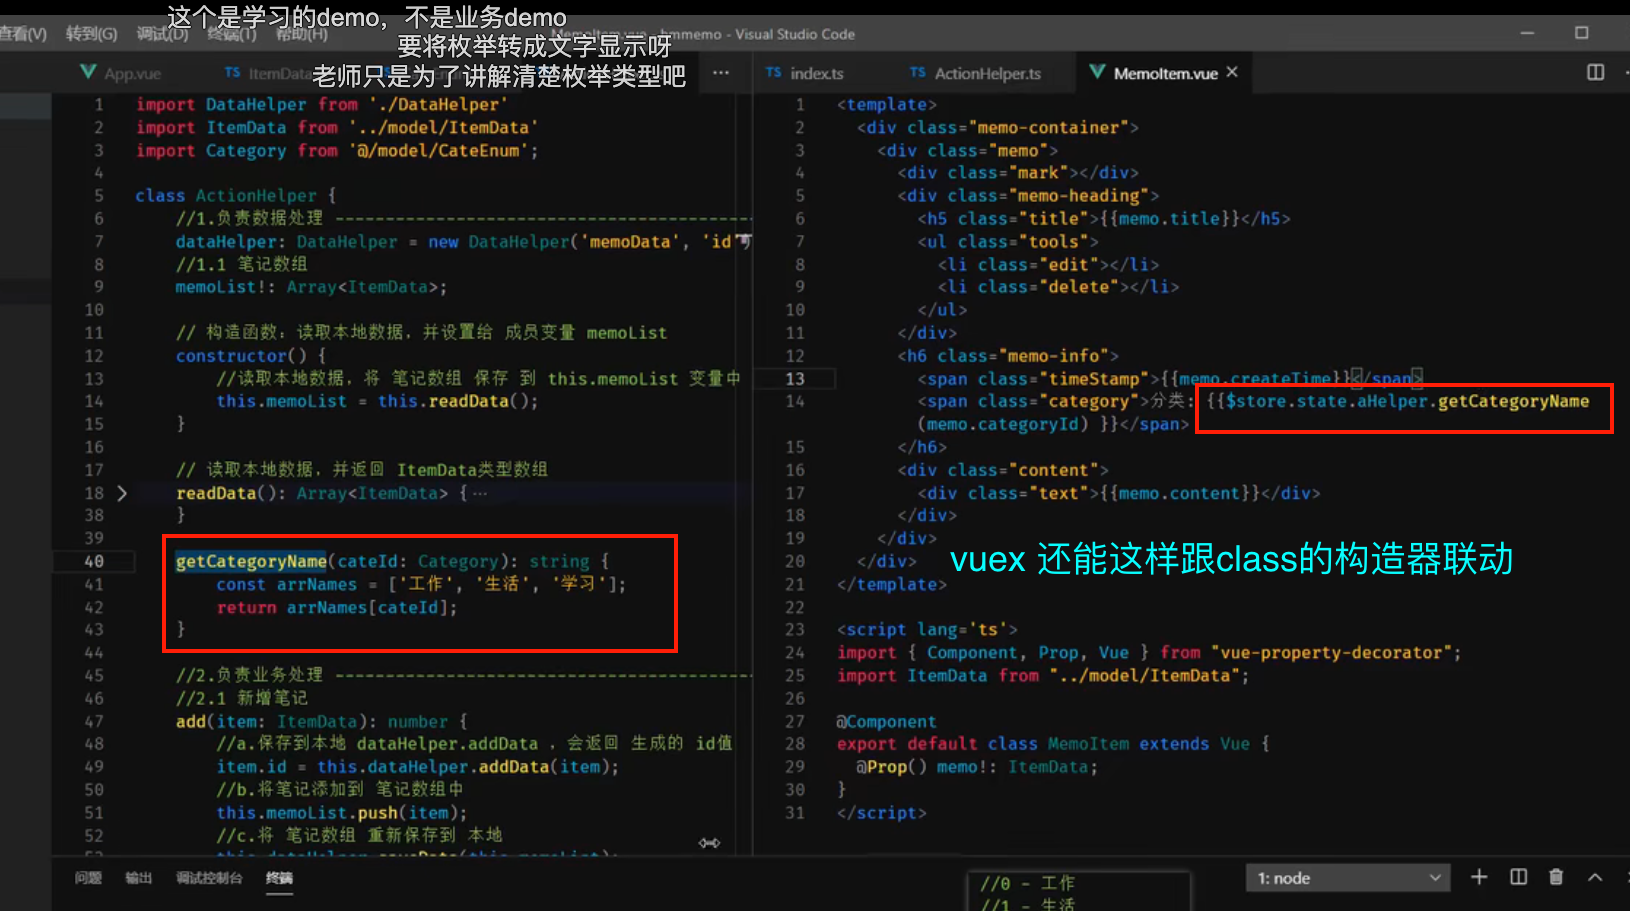 这个是学习的demo，不是业务demo
查看(V) 转到(G) 调试(D) 终端(T) 帮助(H)
MemoItem.vue - hmmemo - Visual Studio Code
要将枚举转成文字显示呀
老师只是为了讲解清楚枚举类型吧
App.vue
TS ItemData
1 import DataHelper from './DataHelper'
2 import ItemData from '../model/ItemData'
3 import Category from '@/model/CateEnum';
4
5 class ActionHelper {
6 //1.负责数据处理 -----------------------------------------
7 dataHelper: DataHelper = new DataHelper('memoData', 'id')
8 //1.1 笔记数组
9 memoList!: Array<ItemData>;
10
11 // 构造函数: 读取本地数据, 并设置给 成员变量 memoList
12 constructor() {
13 //读取本地数据, 将 笔记数组 保存 到 this.memoList 变量中
14 this.memoList = this.readData();
15 }
16
17 // 读取本地数据, 并返回 ItemData类型数组
18 readData(): Array<ItemData> { ···
38 }
39
40 getCategoryName(cateId: Category): string {
41 const arrNames = ['工作', '生活', '学习'];
42 return arrNames[cateId];
43 }
44
45 //2.负责业务处理 -----------------------------------------
46 //2.1 新增笔记
47 add(item: ItemData): number {
48 //a.保存到本地 dataHelper.addData , 会返回 生成的 id值
49 item.id = this.dataHelper.addData(item);
50 //b.将笔记添加到 笔记数组中
51 this.memoList.push(item);
52 //c.将 笔记数组 重新保存到 本地
TS index.ts
TS ActionHelper.ts
MemoItem.vue
1 <template>
2 <div class="memo-container">
3 <div class="memo">
4 <div class="mark"></div>
5 <div class="memo-heading">
6 <h5 class="title">{{memo.title}}</h5>
7 <ul class="tools">
8 <li class="edit"></li>
9 <li class="delete"></li>
10 </ul>
11 </div>
12 <h6 class="memo-info">
13 <span class="timeStamp">{{memo.createTime}}</span>
14 <span class="category">分类: {{$store.state.aHelper.getCategoryName
(memo.categoryId) }}</span>
15 </h6>
16 <div class="content">
17 <div class="text">{{memo.content}}</div>
18 </div>
19 </div>
20 </div>
21 </template>
22
23 <script lang='ts'>
24 import { Component, Prop, Vue } from "vue-property-decorator";
25 import ItemData from "../model/ItemData";
26
27 @Component
28 export default class MemoItem extends Vue {
29 @Prop() memo!: ItemData;
30 }
31 </script>
vuex 还能这样跟class的构造器联动
问题 输出 调试控制台 终端
1: node
//0 - 工作
//1 - 生活